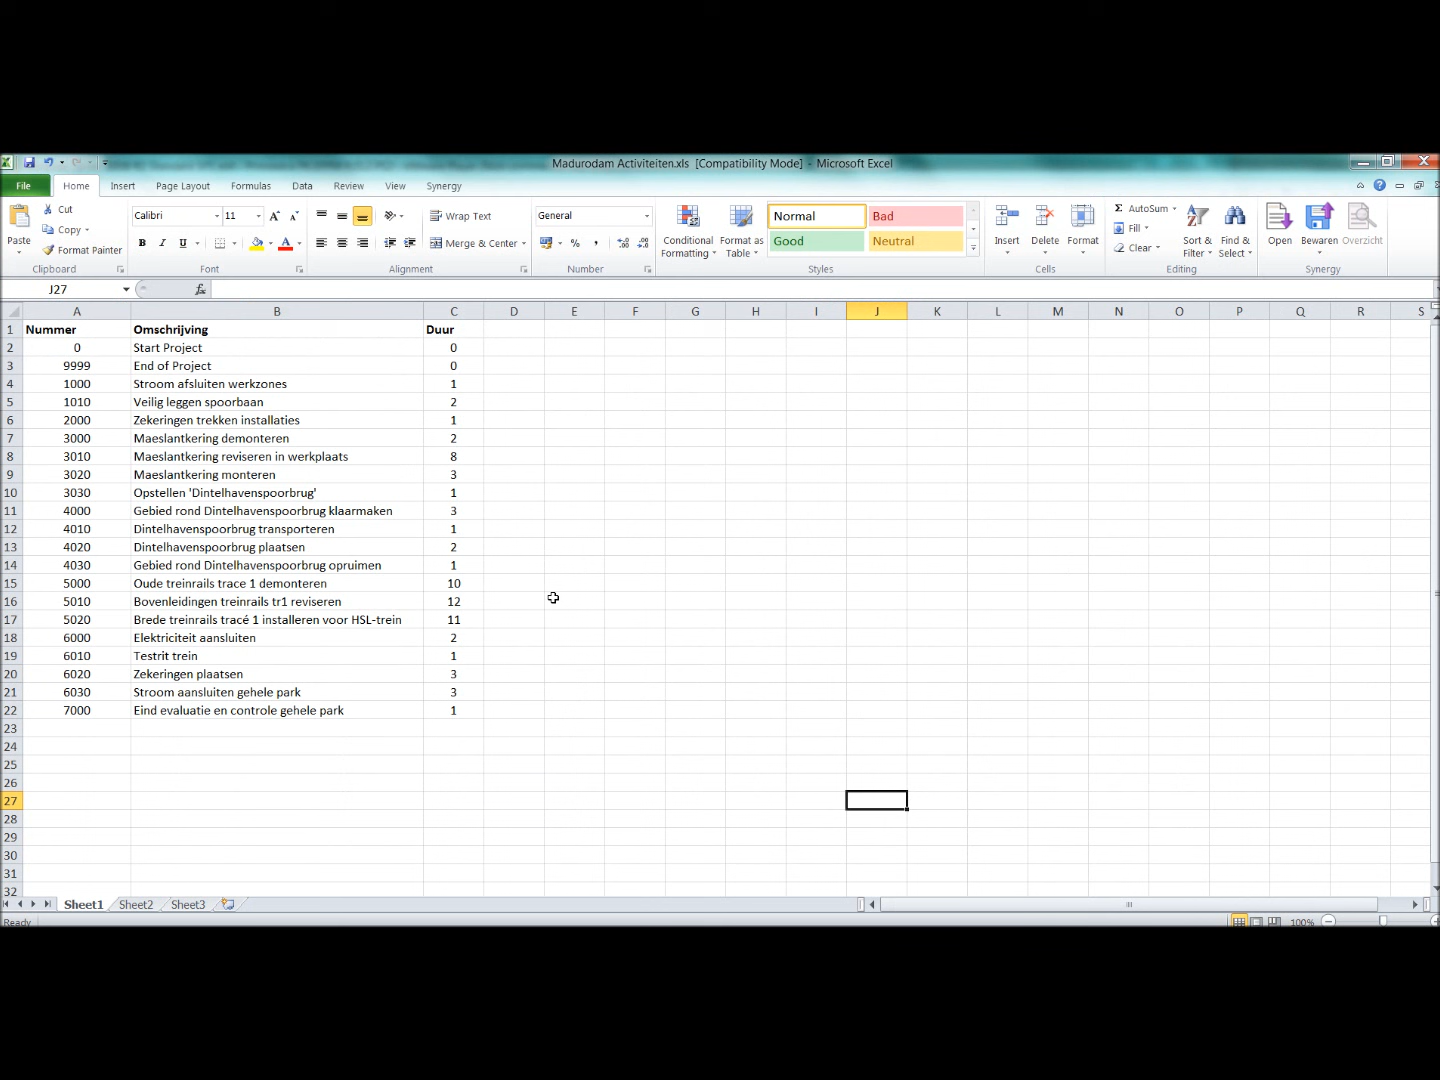 Madurodam Activiteiten.xls [Compatibility Mode] - Microsoft Excel
File Home Insert Page Layout Formulas Data Review View Synergy
Paste
Cut
Copy
Format Painter
Clipboard
Calibri 11
B I U
Font
Wrap Text
Merge & Center
Alignment
General
%
Number
Conditional Formatting
Format as Table
Normal Bad
Good Neutral
Styles
Insert Delete Format
Cells
AutoSum
Fill
Clear
Sort & Filter
Find & Select
Editing
Open Bewaren Overzicht
Synergy
J27 fx
A B C D E F G H I J K L M N O P Q R S
1 Nummer Omschrijving Duur
2 0 Start Project 0
3 9999 End of Project 0
4 1000 Stroom afsluiten werkzones 1
5 1010 Veilig leggen spoorbaan 2
6 2000 Zekeringen trekken installaties 1
7 3000 Maeslantkering demonteren 2
8 3010 Maeslantkering reviseren in werkplaats 8
9 3020 Maeslantkering monteren 3
10 3030 Opstellen 'Dintelhavenspoorbrug' 1
11 4000 Gebied rond Dintelhavenspoorbrug klaarmaken 3
12 4010 Dintelhavenspoorbrug transporteren 1
13 4020 Dintelhavenspoorbrug plaatsen 2
14 4030 Gebied rond Dintelhavenspoorbrug opruimen 1
15 5000 Oude treinrails trace 1 demonteren 10
16 5010 Bovenleidingen treinrails tr1 reviseren 12
17 5020 Brede treinrails tracé 1 installeren voor HSL-trein 11
18 6000 Elektriciteit aansluiten 2
19 6010 Testrit trein 1
20 6020 Zekeringen plaatsen 3
21 6030 Stroom aansluiten gehele park 3
22 7000 Eind evaluatie en controle gehele park 1
23
24
25
26
27
28
29
30
31
32
Sheet1 Sheet2 Sheet3
Ready 100%